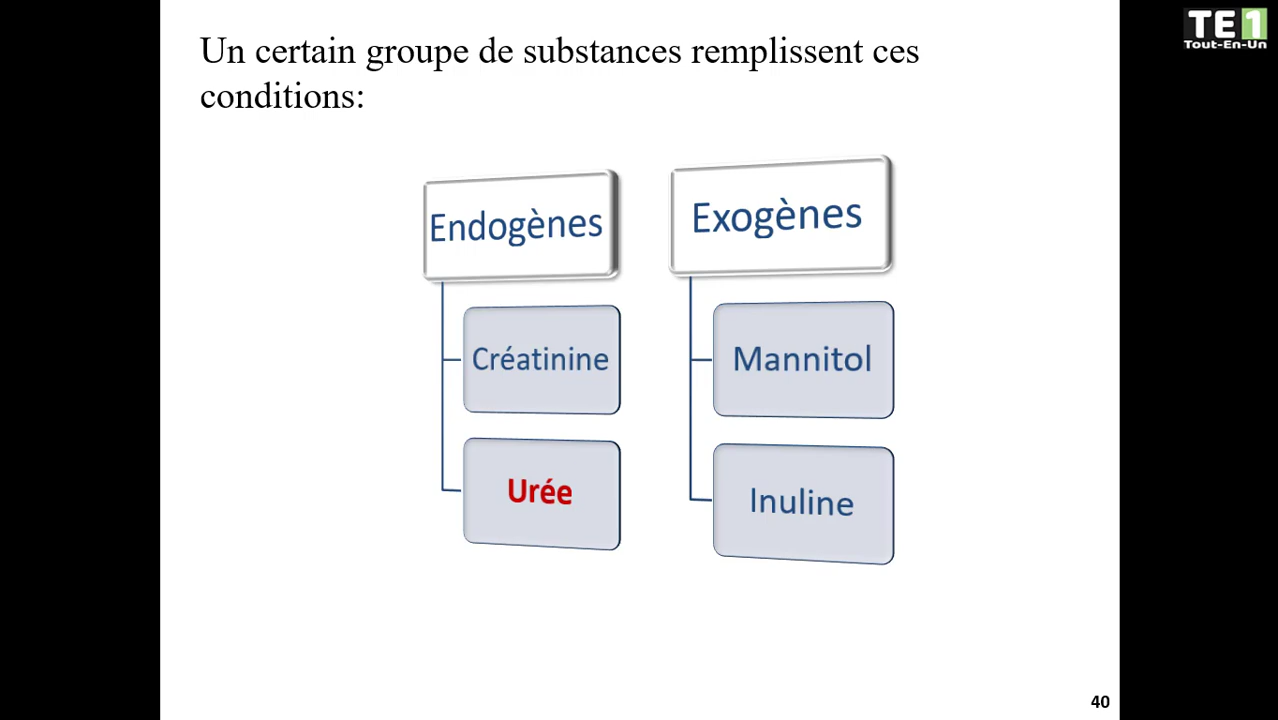 TE1
Tout-En-Un
Un certain groupe de substances remplissent ces
conditions:
Endogènes
Exogènes
Créatinine
Mannitol
Urée
Inuline
40